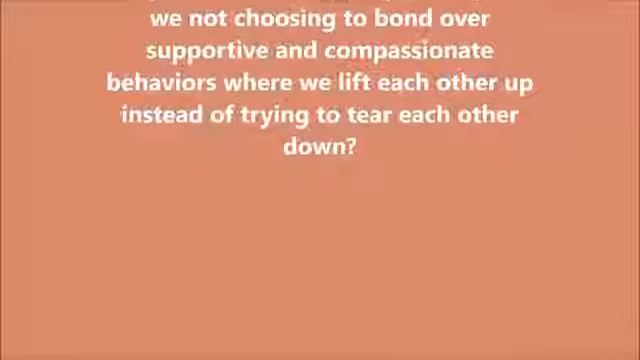 we not choosing to bond over
supportive and compassionate
behaviors where we lift each other up
instead of trying to tear each other
down?